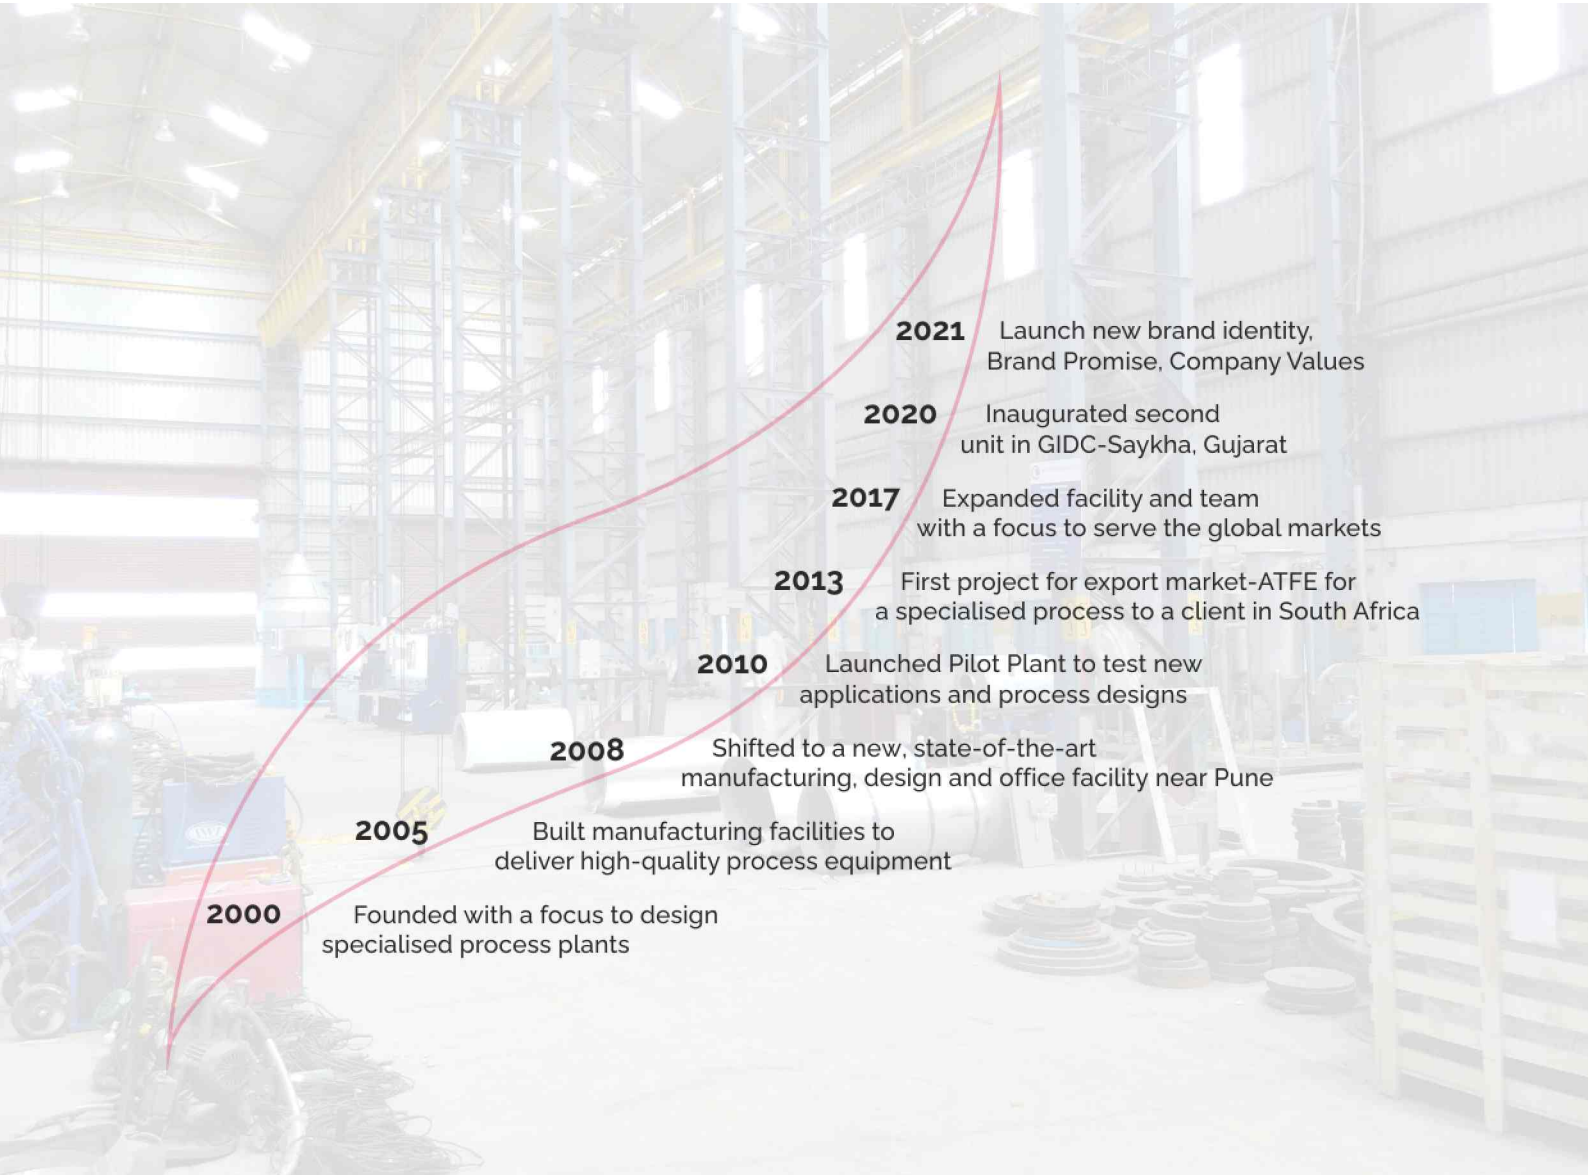 2021 Launch new brand identity,
Brand Promise, Company Values
2020 Inaugurated second
unit in GIDC-Saykha, Gujarat
2017 Expanded facility and team
with a focus to serve the global markets
2013 First project for export market-ATFE for
a specialised process to a client in South Africa
2010 Launched Pilot Plant to test new
applications and process designs
2008 Shifted to a new, state-of-the-art
manufacturing, design and office facility near Pune
2005 Built manufacturing facilities to
deliver high-quality process equipment
2000 Founded with a focus to design
specialised process plants